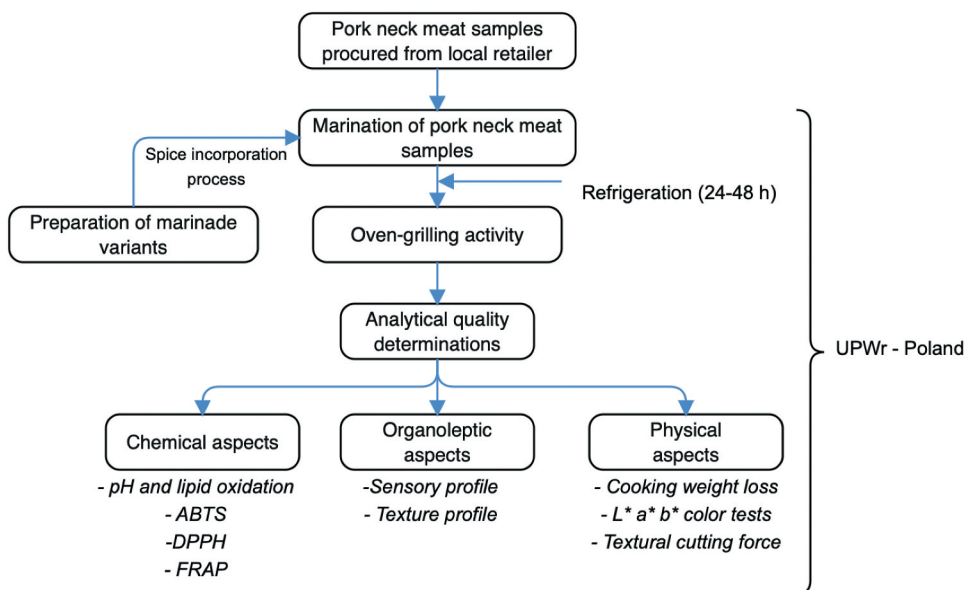 Pork neck meat samples
procured from local retailer
Marination of pork neck meat
samples
Spice incorporation
process
Refrigeration (24-48 h)
Preparation of marinade
variants
Oven-grilling activity
Analytical quality
determinations
UPWr - Poland
Chemical aspects
- pH and lipid oxidation
- ABTS
-DPPH
- FRAP
Organoleptic
aspects
-Sensory profile
- Texture profile
Physical
aspects
- Cooking weight loss
- L* a* b* color tests
- Textural cutting force